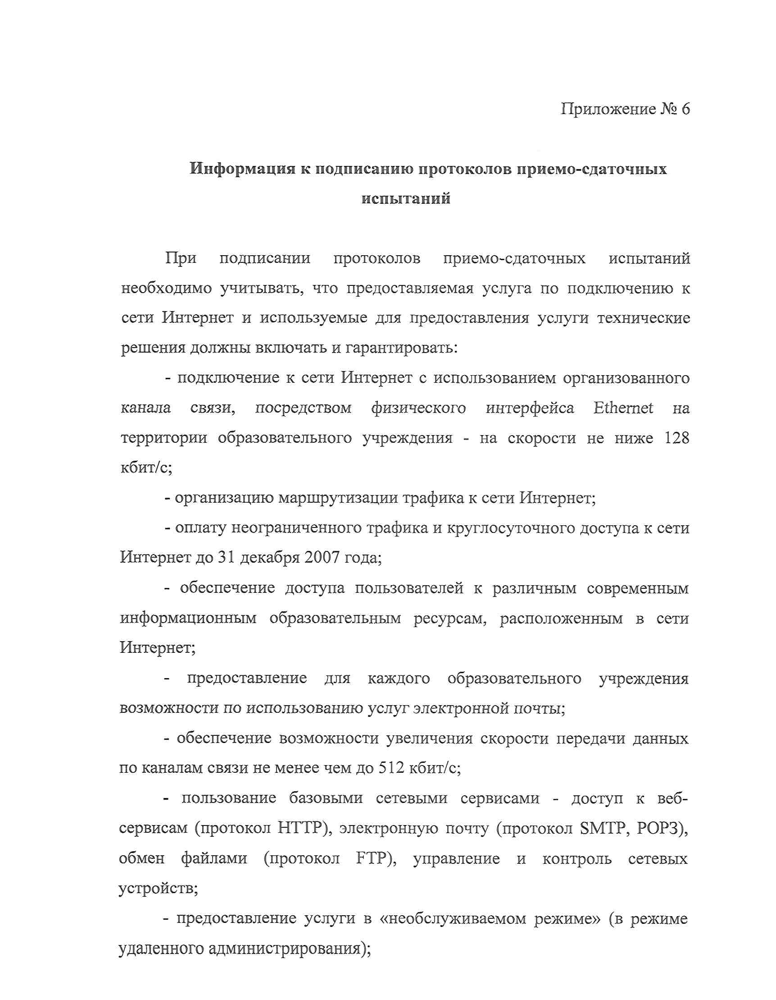 Приложение № 6
Информация к подписанию протоколов приемо-сдаточных
испытаний
При подписании протоколов приемо-сдаточных испытаний
необходимо учитывать, что предоставляемая услуга по подключению к
сети Интернет и используемые для предоставления услуги технические
решения должны включать и гарантировать:
- подключение к сети Интернет с использованием организованного
канала связи, посредством физического интерфейса Ethernet на
территории образовательного учреждения - на скорости не ниже 128
кбит/с;
- организацию маршрутизации трафика к сети Интернет;
- оплату неограниченного трафика и круглосуточного доступа к сети
Интернет до 31 декабря 2007 года;
- обеспечение доступа пользователей к различным современным
информационным образовательным ресурсам, расположенным в сети
Интернет;
- предоставление для каждого образовательного учреждения
возможности по использованию услуг электронной почты;
- обеспечение возможности увеличения скорости передачи данных
по каналам связи не менее чем до 512 кбит/с;
- пользование базовыми сетевыми сервисами - доступ к веб-
сервисам (протокол HTTP), электронную почту (протокол SMTP, POP3),
обмен файлами (протокол FTP), управление и контроль сетевых
устройств;
- предоставление услуги в «необслуживаемом режиме» (в режиме
удаленного администрирования);